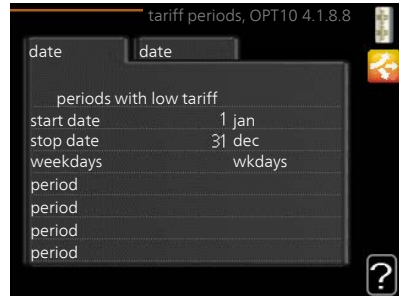 tariff periods, OPT10 4.1.8.8
date date
periods with low tariff
start date 1 jan
stop date 31 dec
weekdays wkdays
period
period
period
period
?